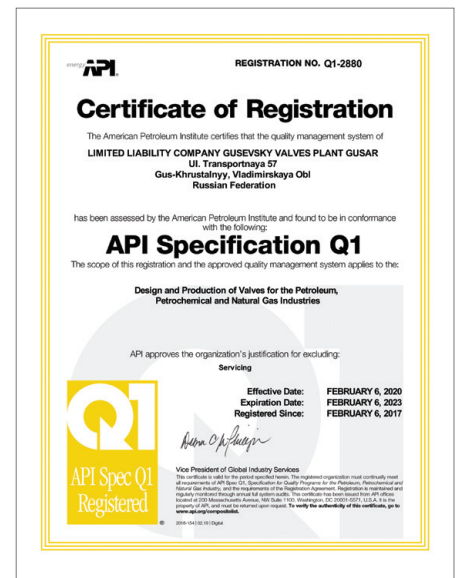 energy API.
REGISTRATION NO. Q1-2880
Certificate of Registration
The American Petroleum Institute certifies that the quality management system of
LIMITED LIABILITY COMPANY GUSEVSKY VALVES PLANT GUSAR
Ul. Transportnaya 57
Gus-Khrustalnyy, Vladimirskaya Obl
Russian Federation
has been assessed by the American Petroleum Institute and found to be in conformance
with the following:
API Specification Q1
The scope of this registration and the approved quality management system applies to the:
Design and Production of Valves for the Petroleum,
Petrochemical and Natural Gas Industries
API approves the organization's justification for excluding:
Servicing
Effective Date: FEBRUARY 6, 2020
Expiration Date: FEBRUARY 6, 2023
Registered Since: FEBRUARY 6, 2017
Q1
API Spec Q1
Registered
®
Vice President of Global Industry Services
This certificate is valid for the period specified herein. The registered organization must continually meet
all requirements of API Spec Q1, Specification for Quality Programs for the Petroleum, Petrochemical and
Natural Gas Industry, and the requirements of the Registration Agreement. Registration is maintained and
regularly monitored through annual full system audits. This certificate has been issued from API offices
located at 200 Massachusetts Avenue, NW Suite 1100, Washington, DC 20001-5571, U.S.A. It is the
property of API, and must be returned upon request. To verify the authenticity of this certificate, go to
www.api.org/compositelist.
2018-154 | 02.19 | Digital